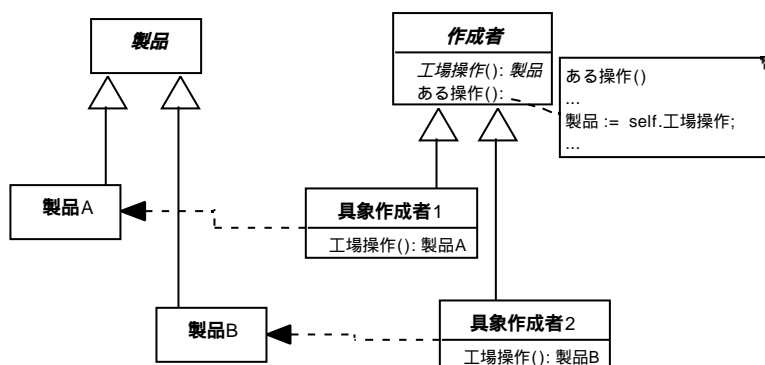 製品
作成者
工場操作(): 製品
ある操作():
ある操作()
...
製品 := self.工場操作;
...
製品A
具象作成者1
工場操作(): 製品A
製品B
具象作成者2
工場操作(): 製品B